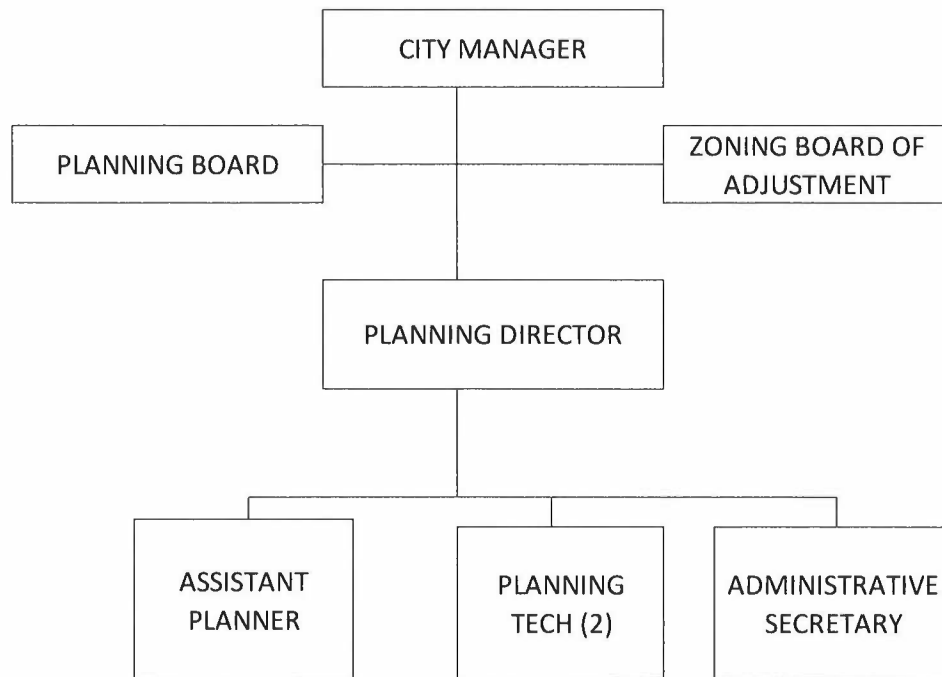 CITY MANAGER
PLANNING BOARD
ZONING BOARD OF
ADJUSTMENT
PLANNING DIRECTOR
ASSISTANT
PLANNER
PLANNING
TECH (2)
ADMINISTRATIVE
SECRETARY